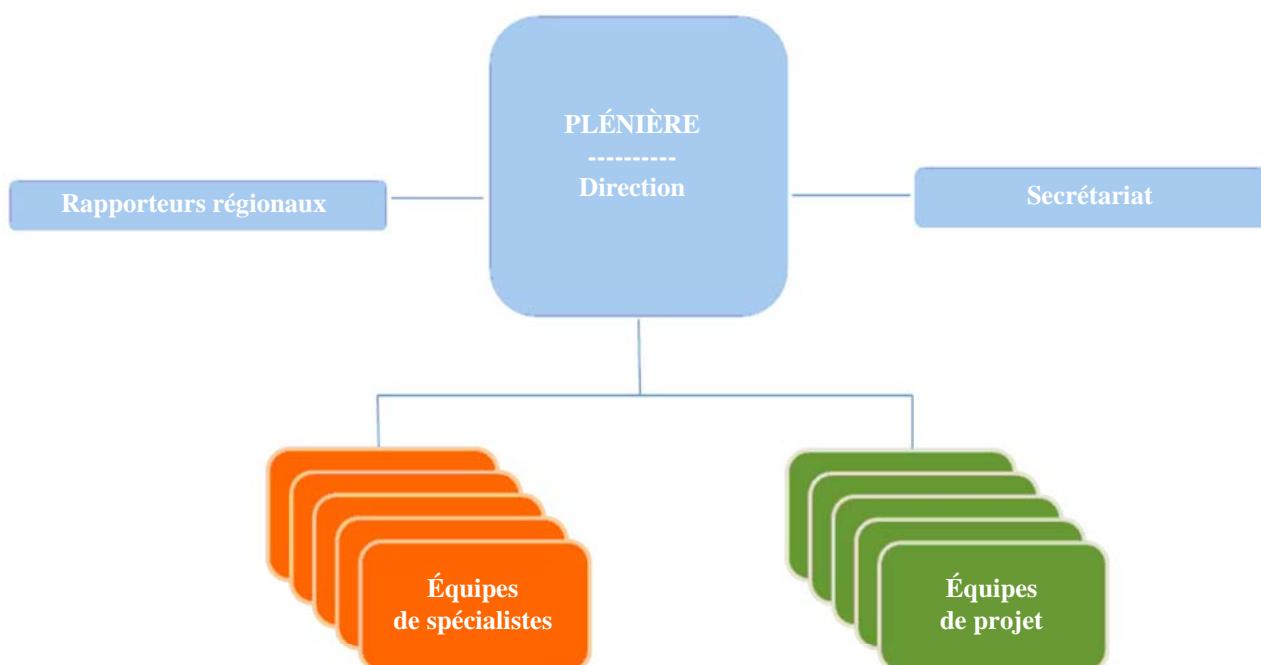 PLÉNIÈRE
----------
Direction
Rapporteurs régionaux
Secrétariat
Équipes
de spécialistes
Équipes
de projet